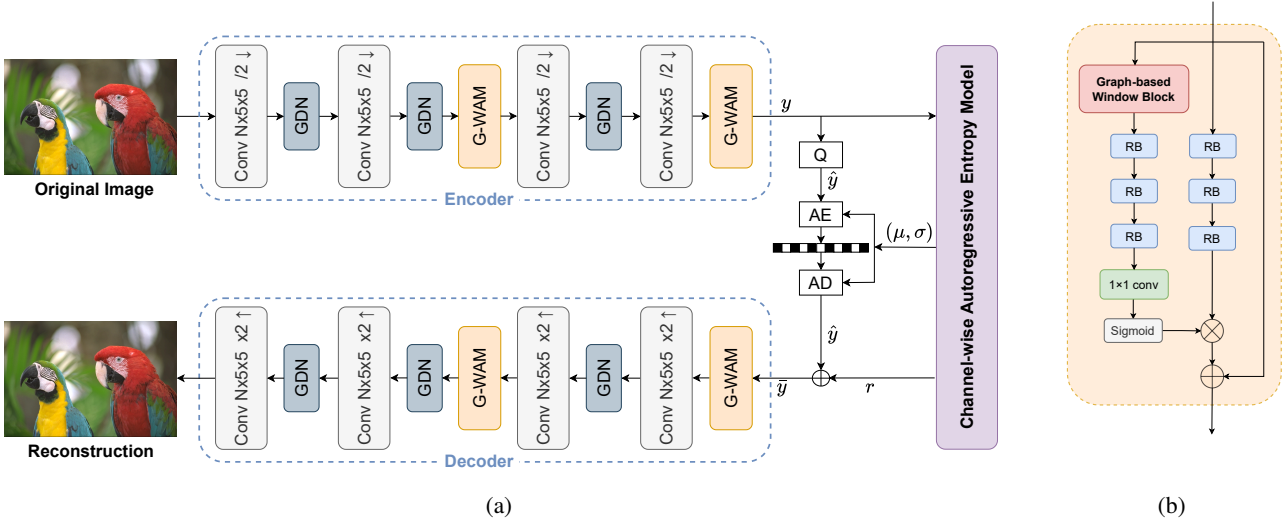 Original Image
Conv Nx5x5 /2 ↓
GDN
Conv Nx5x5 /2 ↓
GDN
G-WAM
Conv Nx5x5 /2 ↓
GDN
Conv Nx5x5 /2 ↓
G-WAM
Encoder
y
Q
ŷ
AE
(μ, σ)
AD
ŷ
r
ȳ
Channel-wise Autoregressive Entropy Model
Reconstruction
Conv Nx5x5 x2 ↑
GDN
Conv Nx5x5 x2 ↑
GDN
G-WAM
Conv Nx5x5 x2 ↑
GDN
Conv Nx5x5 x2 ↑
G-WAM
Decoder
(a)
Graph-based
Window Block
RB
RB
RB
RB
RB
RB
1×1 conv
Sigmoid
(b)